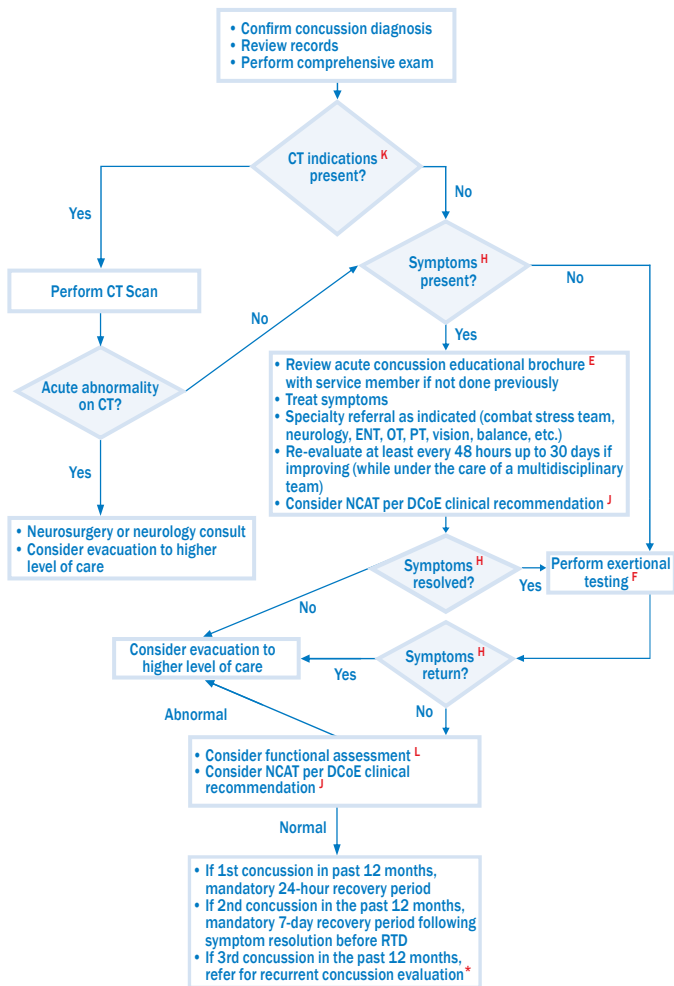 • Confirm concussion diagnosis
• Review records
• Perform comprehensive exam
CT indications K
present?
Yes
No
Perform CT Scan
Symptoms H
present?
No
No
Yes
Acute abnormality
on CT?
• Review acute concussion educational brochure E
with service member if not done previously
• Treat symptoms
• Specialty referral as indicated (combat stress team,
neurology, ENT, OT, PT, vision, balance, etc.)
• Re-evaluate at least every 48 hours up to 30 days if
improving (while under the care of a multidisciplinary
team)
• Consider NCAT per DCoE clinical recommendation J
Yes
• Neurosurgery or neurology consult
• Consider evacuation to higher
level of care
Symptoms H
resolved?
Yes
Perform exertional
testing F
No
Consider evacuation to
higher level of care
Symptoms H
return?
Yes
No
Abnormal
• Consider functional assessment L
• Consider NCAT per DCoE clinical
recommendation J
Normal
• If 1st concussion in past 12 months,
mandatory 24-hour recovery period
• If 2nd concussion in the past 12 months,
mandatory 7-day recovery period following
symptom resolution before RTD
• If 3rd concussion in the past 12 months,
refer for recurrent concussion evaluation*